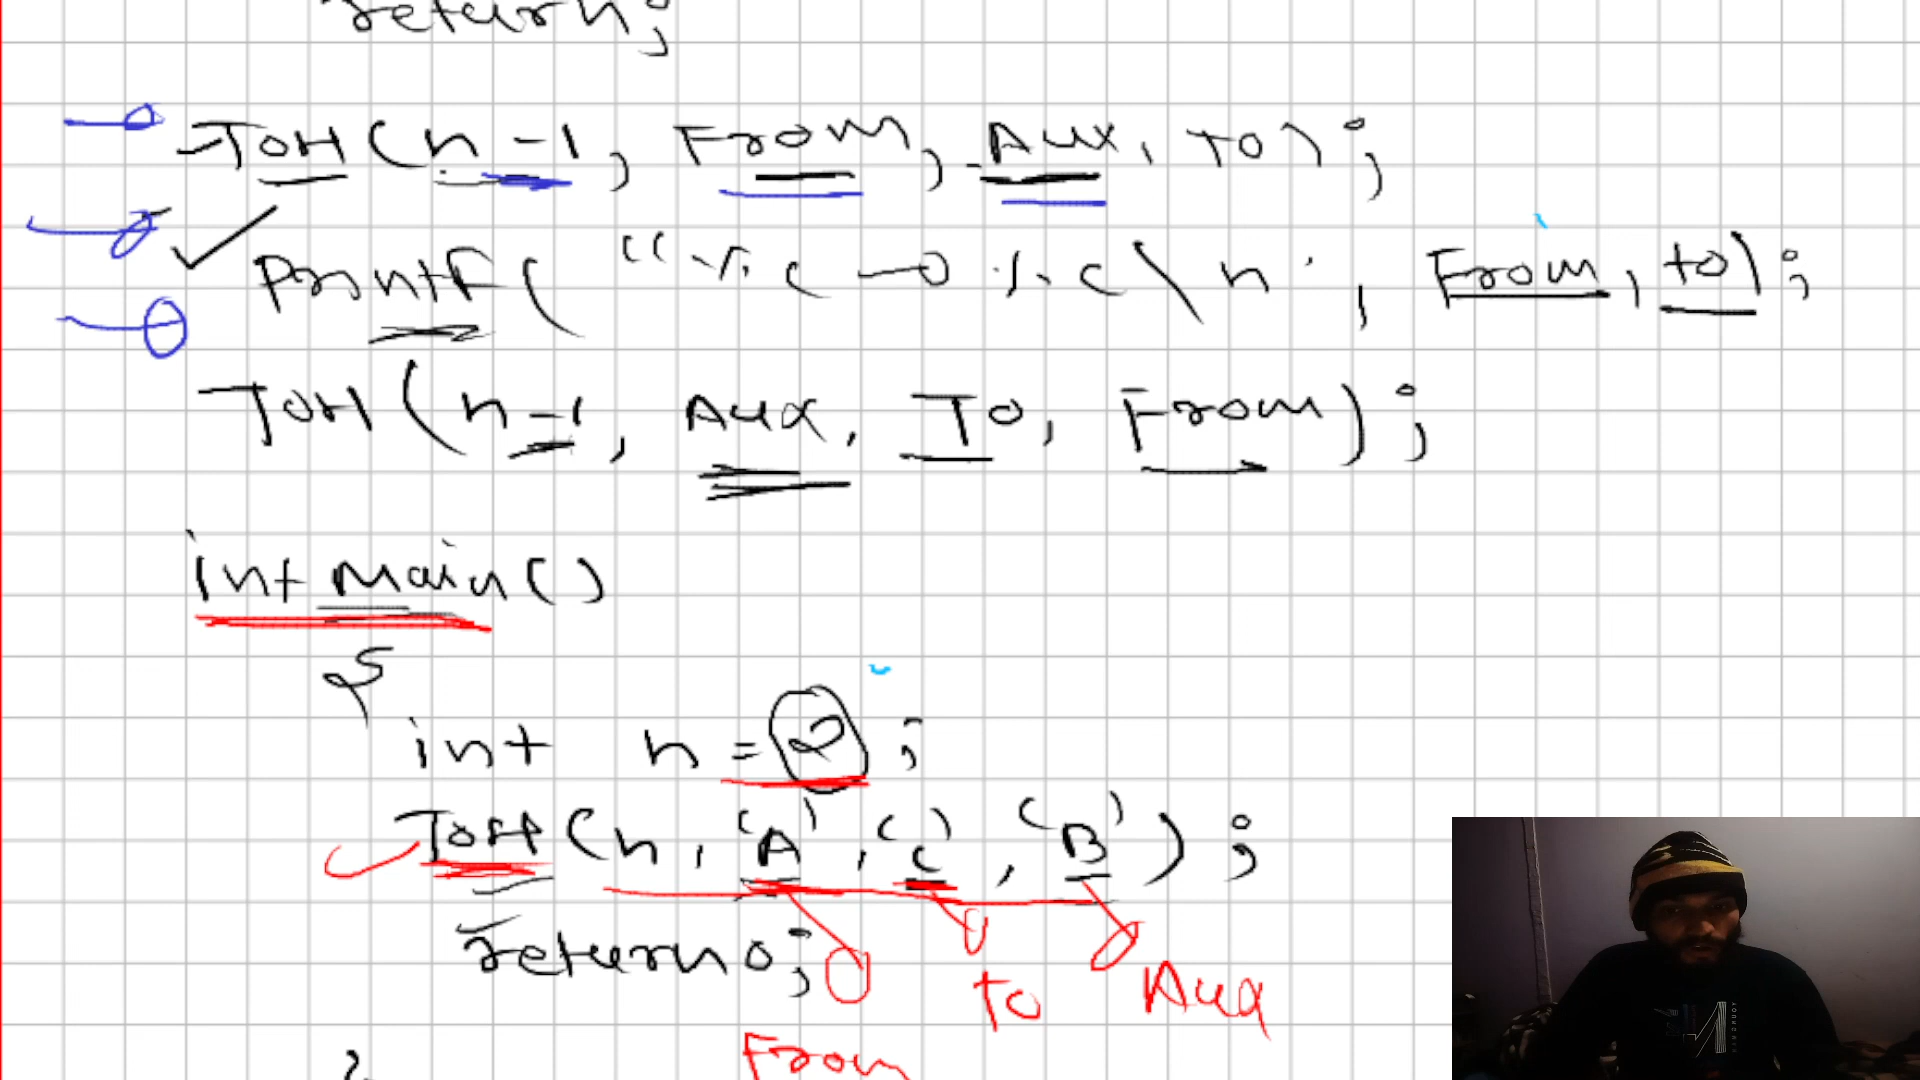 return;
TOH(n-1, From, Aux, To);
printf("%c → %c\n", From, to);
TOH(n-1, Aux, To, From);
int main()
{
int n = 2;
TOH(n, 'A', 'C', 'B');
return 0;
To Aux
From
}